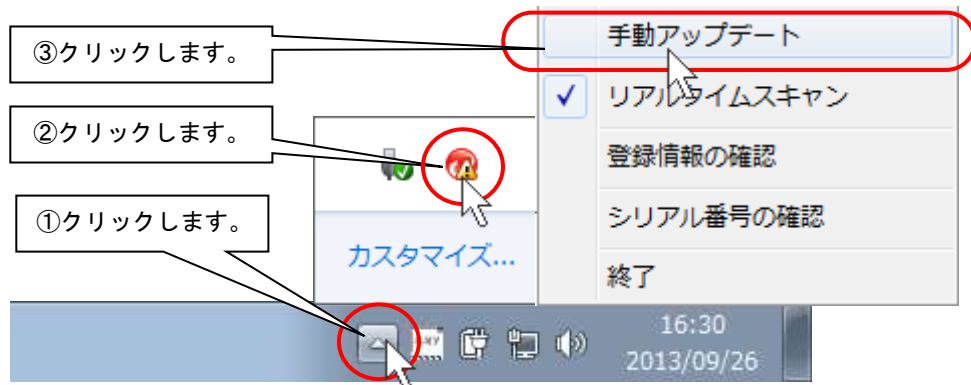 ③クリックします。
手動アップデート
リアルタイムスキャン
②クリックします。
登録情報の確認
①クリックします。
シリアル番号の確認
カスタマイズ...
終了
16:30
2013/09/26